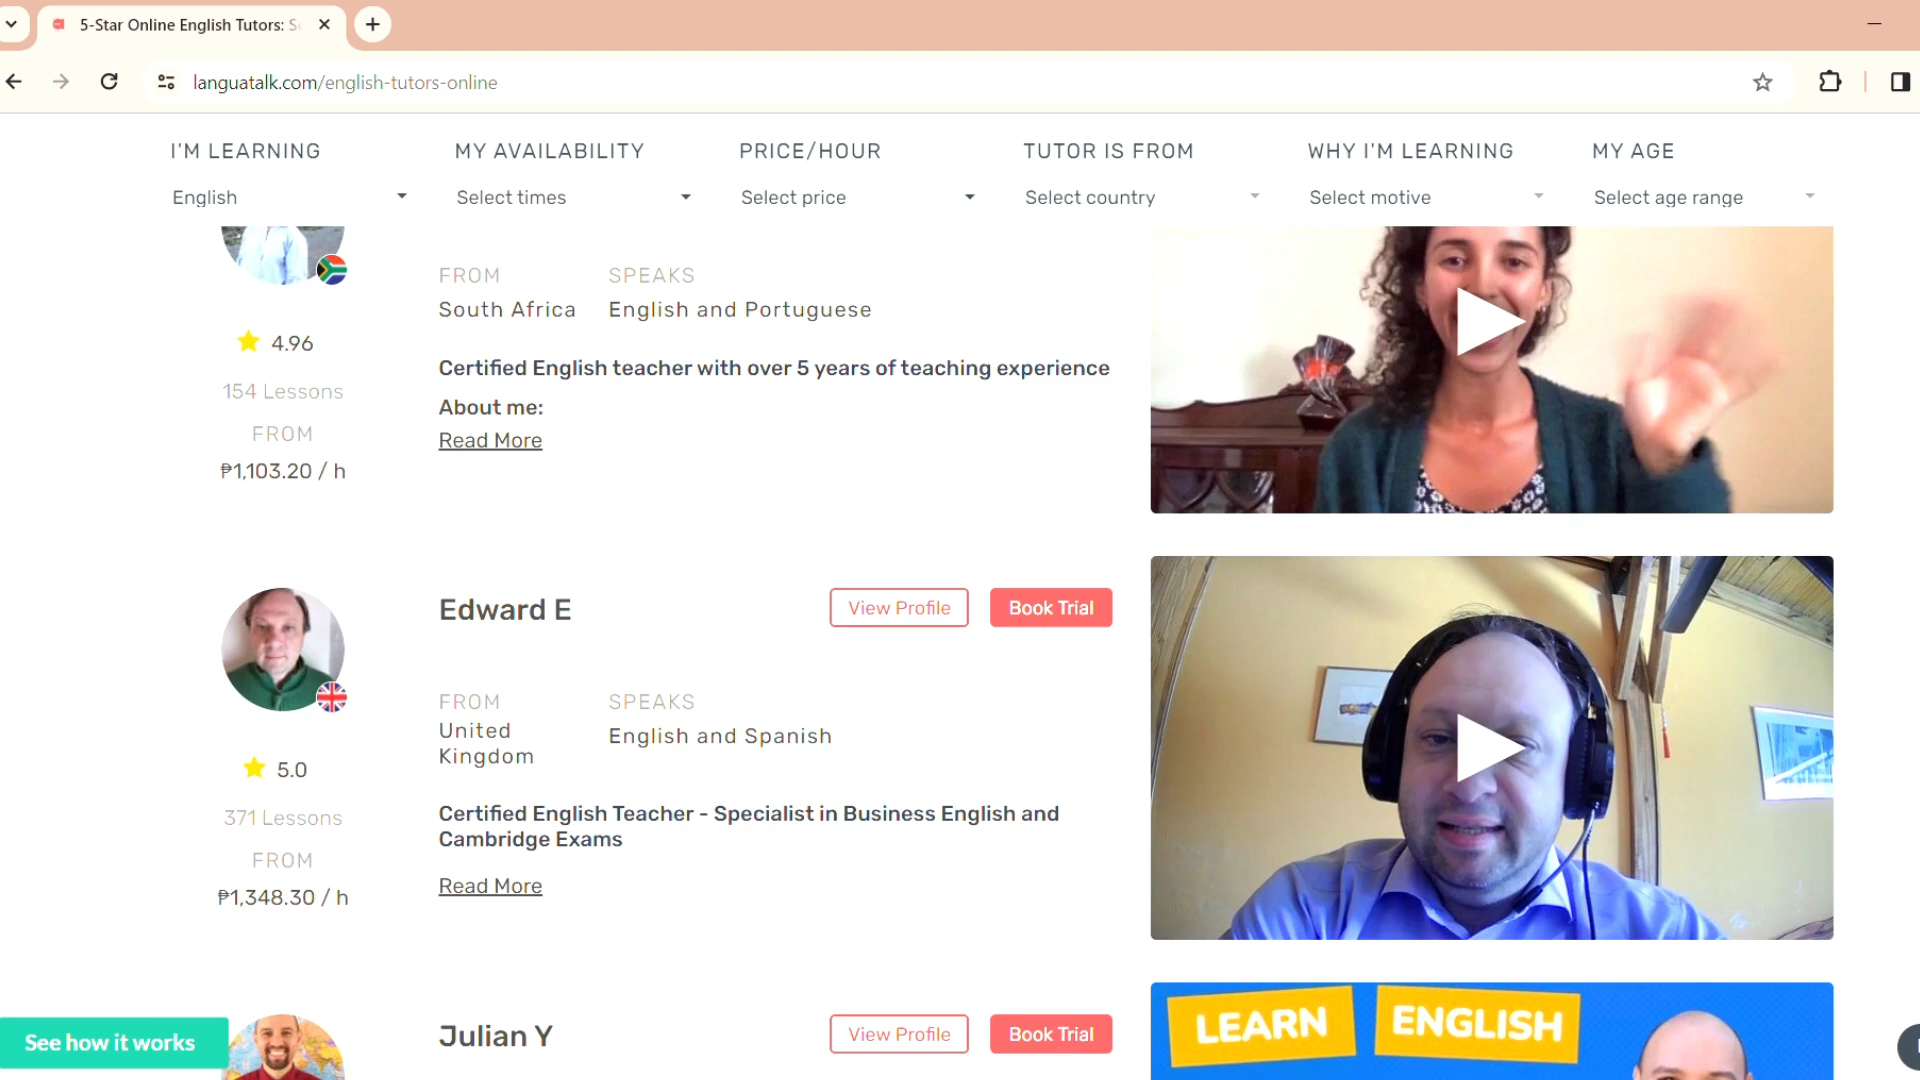 5-Star Online English Tutors: S
languatalk.com/english-tutors-online
I'M LEARNING
MY AVAILABILITY
PRICE/HOUR
TUTOR IS FROM
WHY I'M LEARNING
MY AGE
English
Select times
Select price
Select country
Select motive
Select age range
FROM
SPEAKS
South Africa
English and Portuguese
4.96
154 Lessons
FROM
₱1,103.20 / h
Certified English teacher with over 5 years of teaching experience
About me:
Read More
Edward E
View Profile
Book Trial
FROM
SPEAKS
United
Kingdom
English and Spanish
5.0
371 Lessons
FROM
₱1,348.30 / h
Certified English Teacher - Specialist in Business English and
Cambridge Exams
Read More
See how it works
Julian Y
View Profile
Book Trial
LEARN ENGLISH